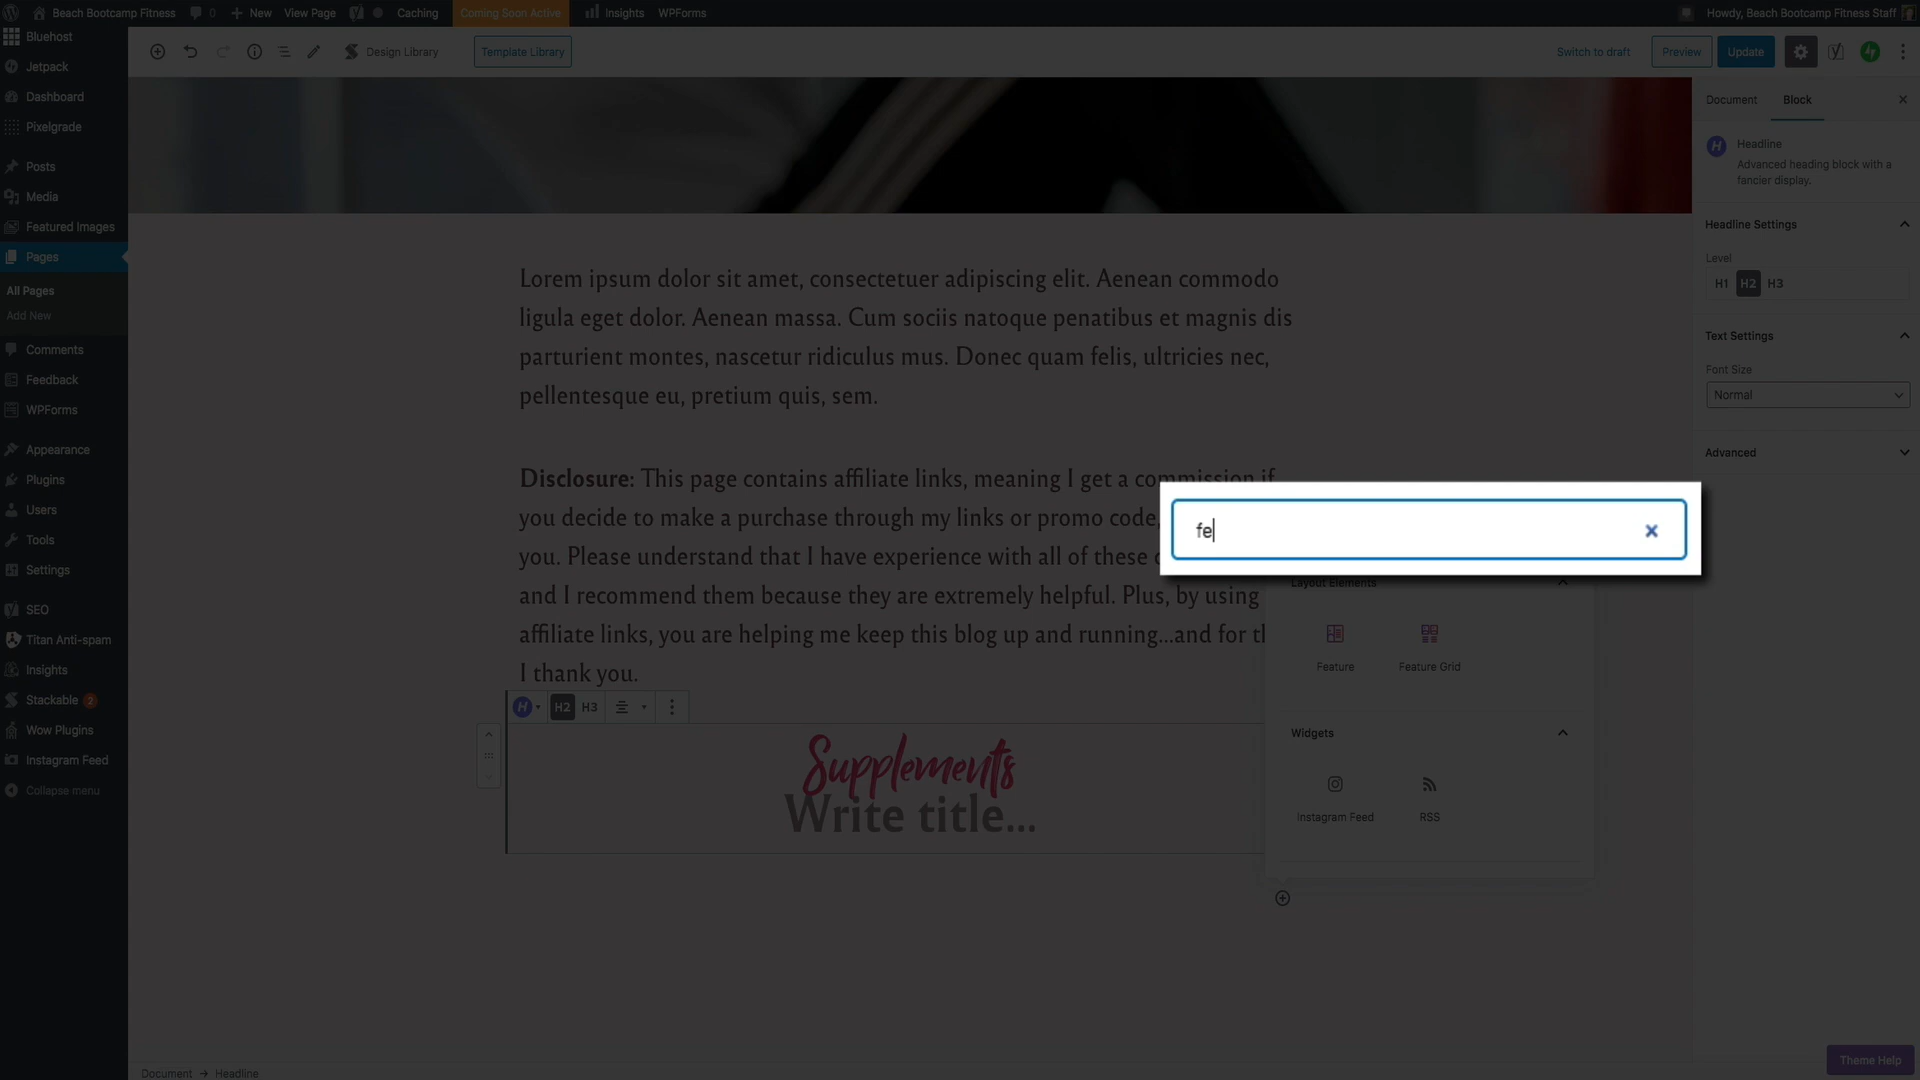 Beach Bootcamp Fitness 0 New View Page Caching Coming Soon Active Insights WPForms Howdy, Beach Bootcamp Fitness Staff
Bluehost
Jetpack
Dashboard
Pixelgrade
Posts
Media
Featured Images
Pages
All Pages
Add New
Comments
Feedback
WPForms
Appearance
Plugins
Users
Tools
Settings
SEO
Titan Anti-spam
Insights
Stackable 2
Wow Plugins
Instagram Feed
Collapse menu
Design Library Template Library Switch to draft Preview Update
Lorem ipsum dolor sit amet, consectetuer adipiscing elit. Aenean commodo
ligula eget dolor. Aenean massa. Cum sociis natoque penatibus et magnis dis
parturient montes, nascetur ridiculus mus. Donec quam felis, ultricies nec,
pellentesque eu, pretium quis, sem.
Disclosure: This page contains affiliate links, meaning I get a commission if
you decide to make a purchase through my links or promo code,
you. Please understand that I have experience with all of these
and I recommend them because they are extremely helpful. Plus, by using
affiliate links, you are helping me keep this blog up and running...and for
I thank you.
H H2 H3
Supplements
Write title...
fe
Layout Elements
Feature Feature Grid
Widgets
Instagram Feed RSS
Document Block
H Headline
Advanced heading block with a
fancier display.
Headline Settings
Level
H1 H2 H3
Text Settings
Font Size
Normal
Advanced
Theme Help
Document → Headline